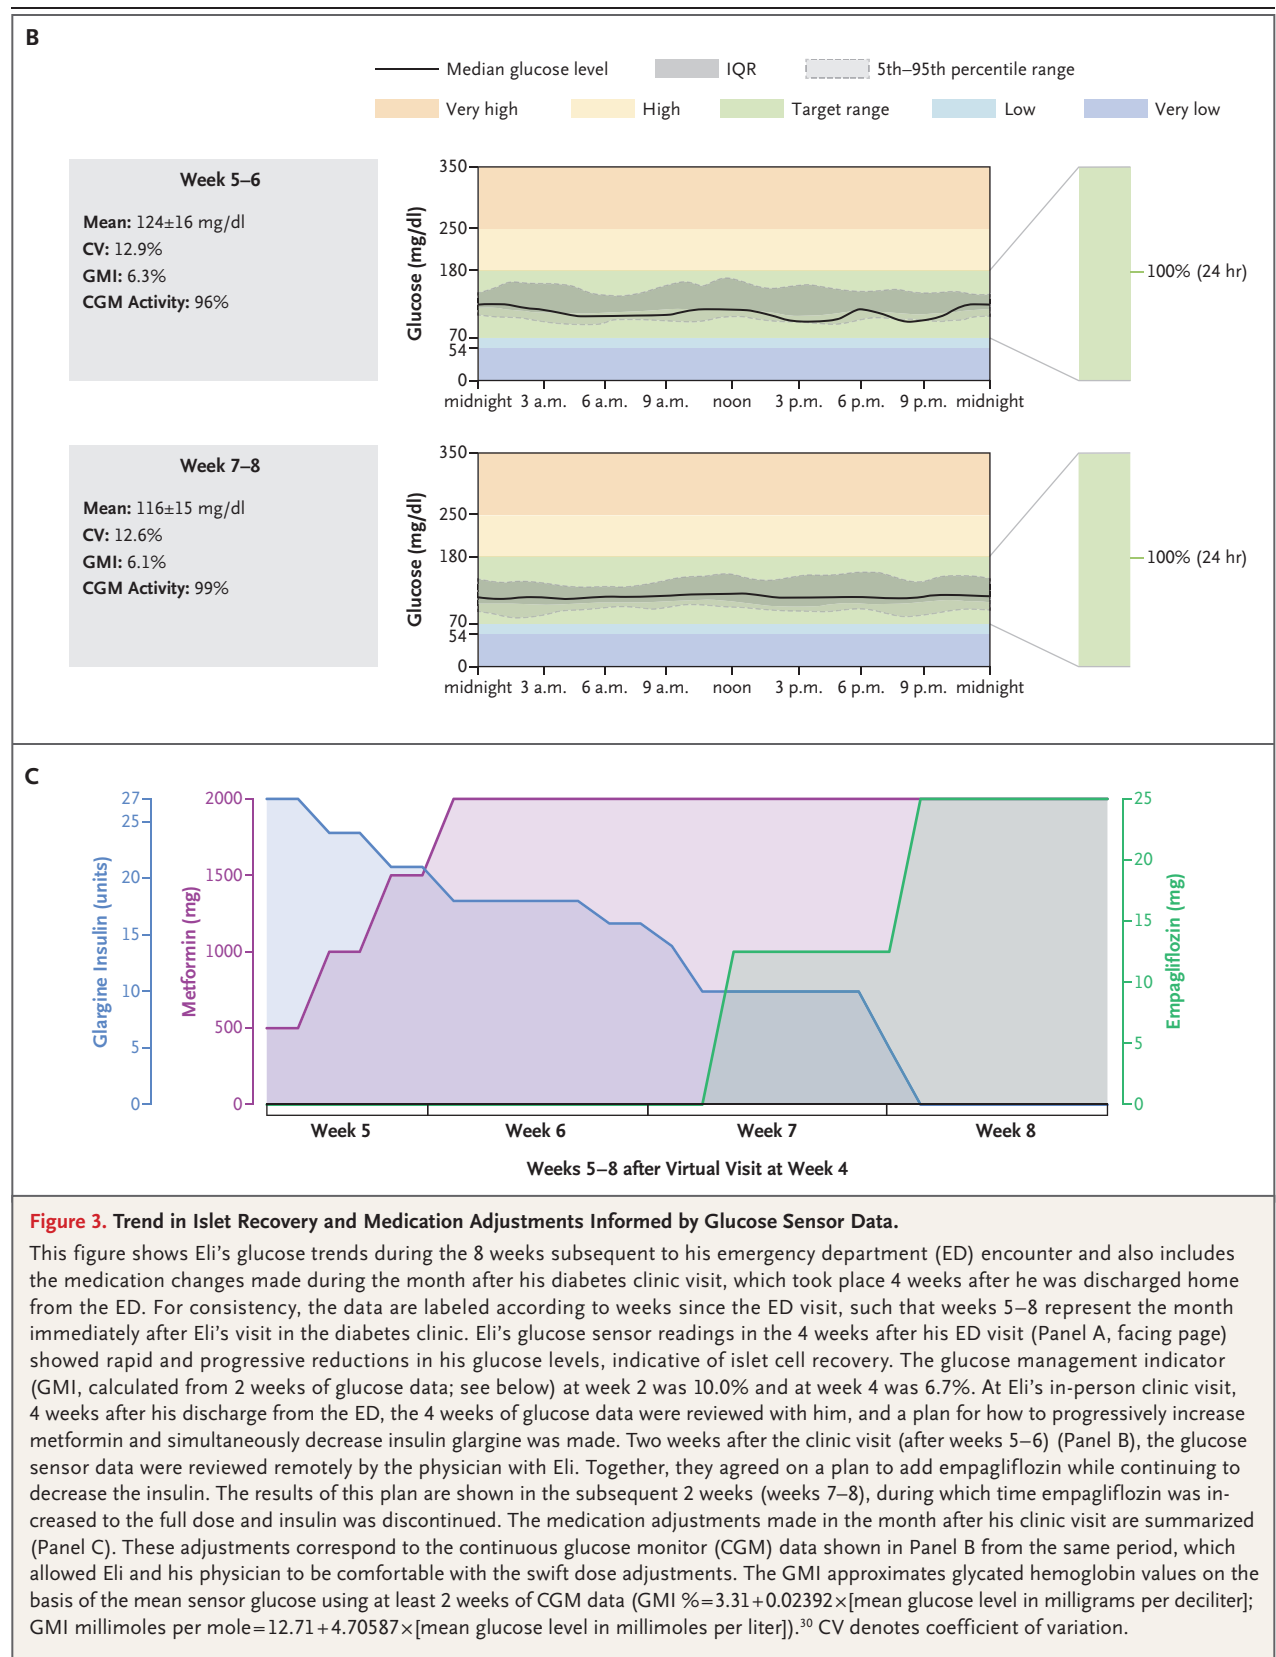 B
Median glucose level IQR 5th–95th percentile range
Very high High Target range Low Very low
Week 5–6
Mean: 124±16 mg/dl
CV: 12.9%
GMI: 6.3%
CGM Activity: 96%
Glucose (mg/dl)
350
250
180
70
54
0
midnight 3 a.m. 6 a.m. 9 a.m. noon 3 p.m. 6 p.m. 9 p.m. midnight
100% (24 hr)
Week 7–8
Mean: 116±15 mg/dl
CV: 12.6%
GMI: 6.1%
CGM Activity: 99%
Glucose (mg/dl)
350
250
180
70
54
0
midnight 3 a.m. 6 a.m. 9 a.m. noon 3 p.m. 6 p.m. 9 p.m. midnight
100% (24 hr)
C
Glargine Insulin (units)
27
25
20
15
10
5
0
Metformin (mg)
2000
1500
1000
500
0
25
20
15
10
5
0
Empagliflozin (mg)
Week 5 Week 6 Week 7 Week 8
Weeks 5–8 after Virtual Visit at Week 4
Figure 3. Trend in Islet Recovery and Medication Adjustments Informed by Glucose Sensor Data.
This figure shows Eli’s glucose trends during the 8 weeks subsequent to his emergency department (ED) encounter and also includes
the medication changes made during the month after his diabetes clinic visit, which took place 4 weeks after he was discharged home
from the ED. For consistency, the data are labeled according to weeks since the ED visit, such that weeks 5–8 represent the month
immediately after Eli’s visit in the diabetes clinic. Eli’s glucose sensor readings in the 4 weeks after his ED visit (Panel A, facing page)
showed rapid and progressive reductions in his glucose levels, indicative of islet cell recovery. The glucose management indicator
(GMI, calculated from 2 weeks of glucose data; see below) at week 2 was 10.0% and at week 4 was 6.7%. At Eli’s in-person clinic visit,
4 weeks after his discharge from the ED, the 4 weeks of glucose data were reviewed with him, and a plan for how to progressively increase
metformin and simultaneously decrease insulin glargine was made. Two weeks after the clinic visit (after weeks 5–6) (Panel B), the glucose
sensor data were reviewed remotely by the physician with Eli. Together, they agreed on a plan to add empagliflozin while continuing to
decrease the insulin. The results of this plan are shown in the subsequent 2 weeks (weeks 7–8), during which time empagliflozin was in-
creased to the full dose and insulin was discontinued. The medication adjustments made in the month after his clinic visit are summarized
(Panel C). These adjustments correspond to the continuous glucose monitor (CGM) data shown in Panel B from the same period, which
allowed Eli and his physician to be comfortable with the swift dose adjustments. The GMI approximates glycated hemoglobin values on the
basis of the mean sensor glucose using at least 2 weeks of CGM data (GMI %=3.31+0.02392×[mean glucose level in milligrams per deciliter];
GMI millimoles per mole=12.71+4.70587×[mean glucose level in millimoles per liter]).30 CV denotes coefficient of variation.